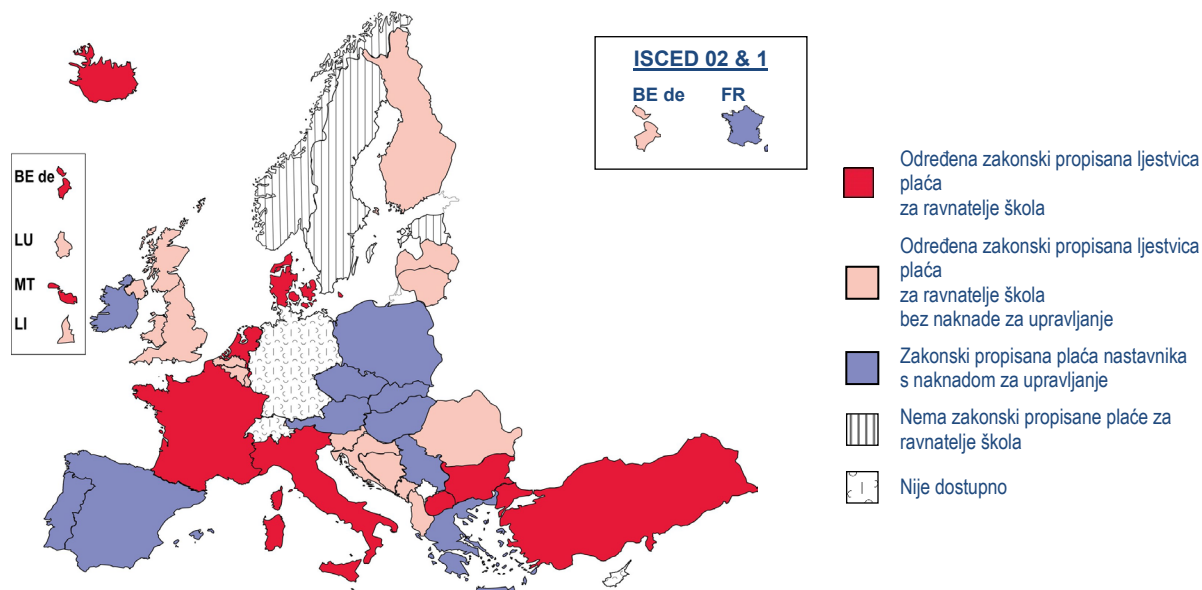 ISCED 02 & 1
BE de FR
BE de
LU
MT
LI
Određena zakonski propisana ljestvica
plaća
za ravnatelje škola
Određena zakonski propisana ljestvica
plaća
za ravnatelje škola
bez naknade za upravljanje
Zakonski propisana plaća nastavnika
s naknadom za upravljanje
Nema zakonski propisane plaće za
ravnatelje škola
Nije dostupno